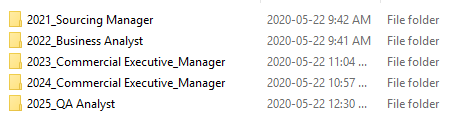 2021_Sourcing Manager 2020-05-22 9:42 AM File folder
2022_Business Analyst 2020-05-22 9:41 AM File folder
2023_Commercial Executive_Manager 2020-05-22 11:04 ... File folder
2024_Commercial Executive_Manager 2020-05-22 10:57 ... File folder
2025_QA Analyst 2020-05-22 12:30 ... File folder